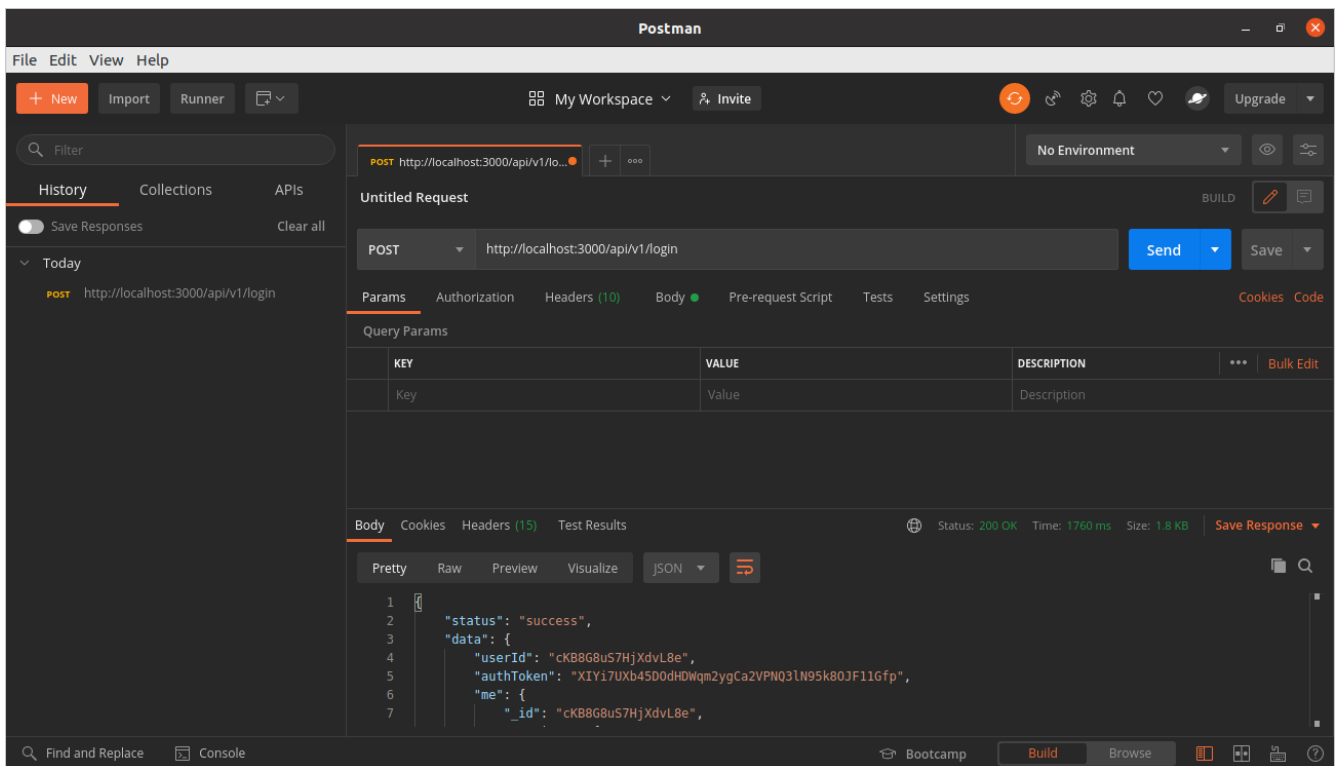 Postman
File Edit View Help
+ New Import Runner My Workspace Invite Upgrade
Filter
History Collections APIs
Save Responses Clear all
Today
POST http://localhost:3000/api/v1/login
POST http://localhost:3000/api/v1/lo... + ooo
No Environment
Untitled Request BUILD
POST http://localhost:3000/api/v1/login Send Save
Params Authorization Headers (10) Body Pre-request Script Tests Settings Cookies Code
Query Params
KEY VALUE DESCRIPTION ••• Bulk Edit
Key Value Description
Body Cookies Headers (15) Test Results Status: 200 OK Time: 1760 ms Size: 1.8 KB Save Response
Pretty Raw Preview Visualize JSON
1 {
2 "status": "success",
3 "data": {
4 "userId": "cKB8G8uS7HjXdvL8e",
5 "authToken": "XIYi7UXb45DOdHDWqm2ygCa2VPNQ3lN95k8OJF11Gfp",
6 "me": {
7 "_id": "cKB8G8uS7HjXdvL8e",
Find and Replace Console Bootcamp Build Browse